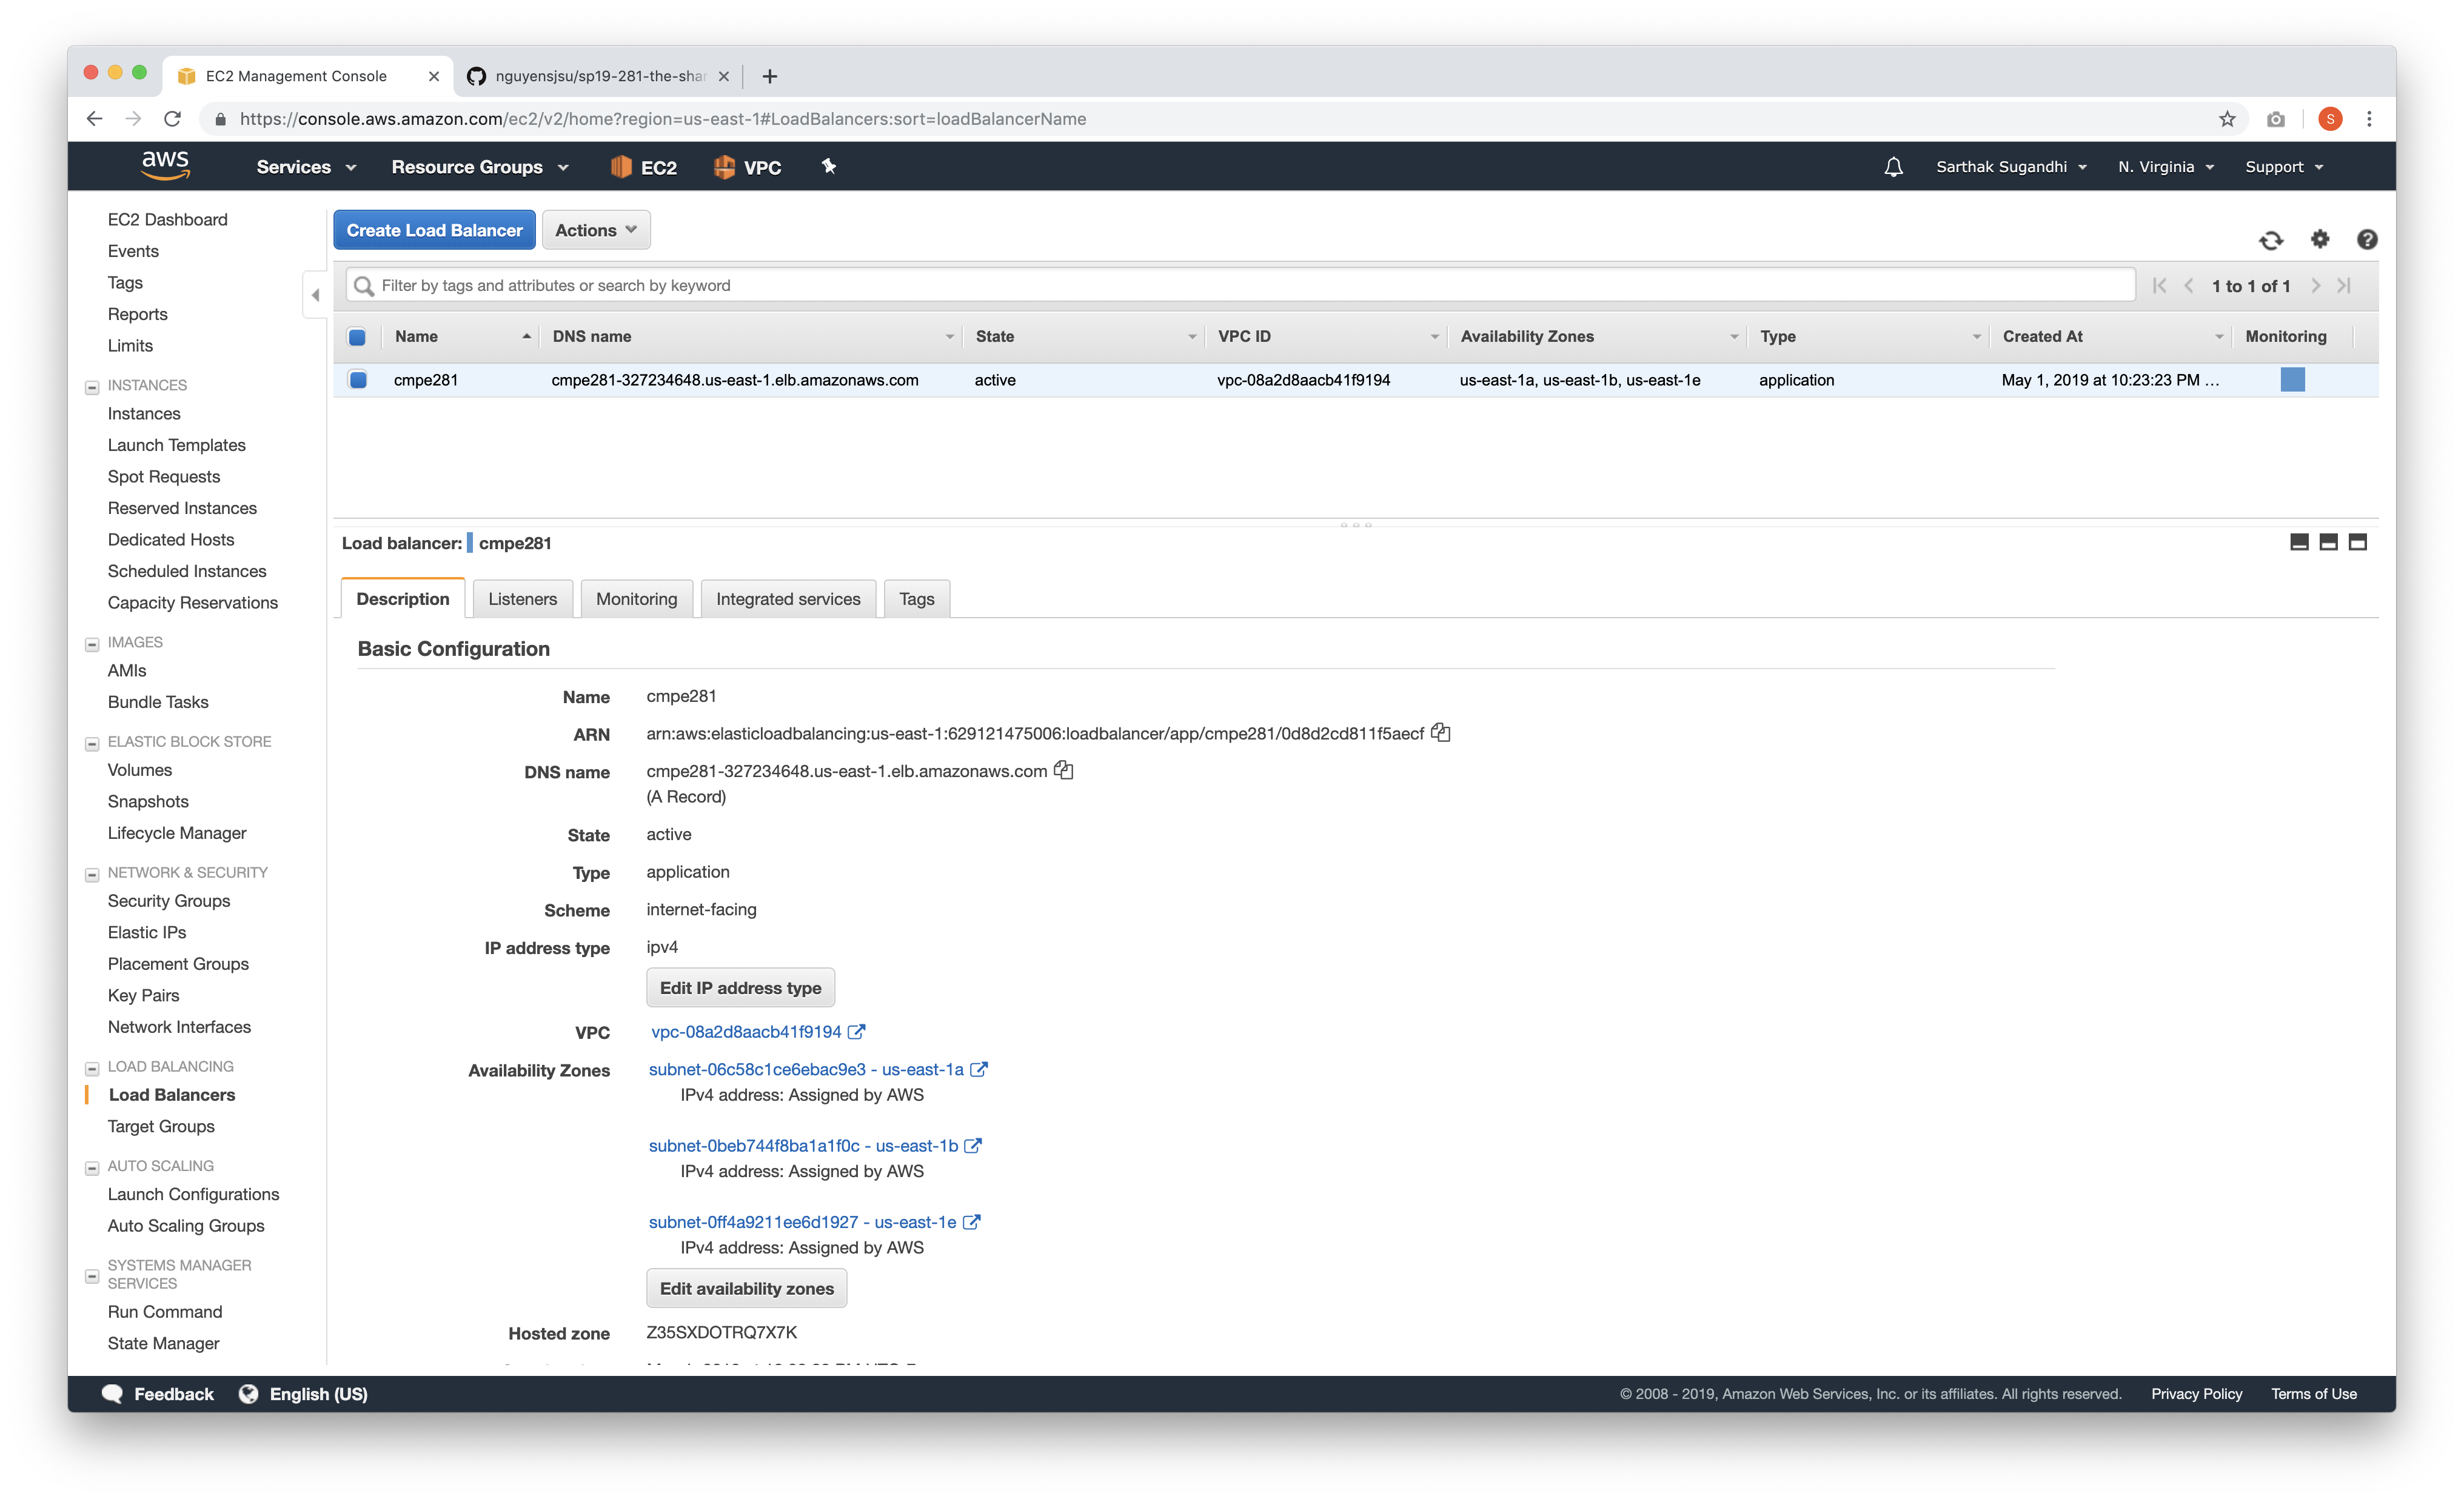 EC2 Management Console
nguyensjsu/sp19-281-the-shar
https://console.aws.amazon.com/ec2/v2/home?region=us-east-1#LoadBalancers:sort=loadBalancerName
S
aws
Services
Resource Groups
EC2
VPC
Sarthak Sugandhi
N. Virginia
Support
EC2 Dashboard
Events
Tags
Reports
Limits
INSTANCES
Instances
Launch Templates
Spot Requests
Reserved Instances
Dedicated Hosts
Scheduled Instances
Capacity Reservations
IMAGES
AMIs
Bundle Tasks
ELASTIC BLOCK STORE
Volumes
Snapshots
Lifecycle Manager
NETWORK & SECURITY
Security Groups
Elastic IPs
Placement Groups
Key Pairs
Network Interfaces
LOAD BALANCING
Load Balancers
Target Groups
AUTO SCALING
Launch Configurations
Auto Scaling Groups
SYSTEMS MANAGER
SERVICES
Run Command
State Manager
Create Load Balancer
Actions
Filter by tags and attributes or search by keyword
1 to 1 of 1
Name DNS name State VPC ID Availability Zones Type Created At Monitoring
cmpe281 cmpe281-327234648.us-east-1.elb.amazonaws.com active vpc-08a2d8aacb41f9194 us-east-1a, us-east-1b, us-east-1e application May 1, 2019 at 10:23:23 PM ...
Load balancer: cmpe281
Description
Listeners
Monitoring
Integrated services
Tags
Basic Configuration
Name cmpe281
ARN arn:aws:elasticloadbalancing:us-east-1:629121475006:loadbalancer/app/cmpe281/0d8d2cd811f5aecf
DNS name cmpe281-327234648.us-east-1.elb.amazonaws.com
(A Record)
State active
Type application
Scheme internet-facing
IP address type ipv4
Edit IP address type
VPC vpc-08a2d8aacb41f9194
Availability Zones subnet-06c58c1ce6ebac9e3 - us-east-1a
IPv4 address: Assigned by AWS
subnet-0beb744f8ba1a1f0c - us-east-1b
IPv4 address: Assigned by AWS
subnet-0ff4a9211ee6d1927 - us-east-1e
IPv4 address: Assigned by AWS
Edit availability zones
Hosted zone Z35SXDOTRQ7X7K
Feedback
English (US)
© 2008 - 2019, Amazon Web Services, Inc. or its affiliates. All rights reserved.
Privacy Policy
Terms of Use